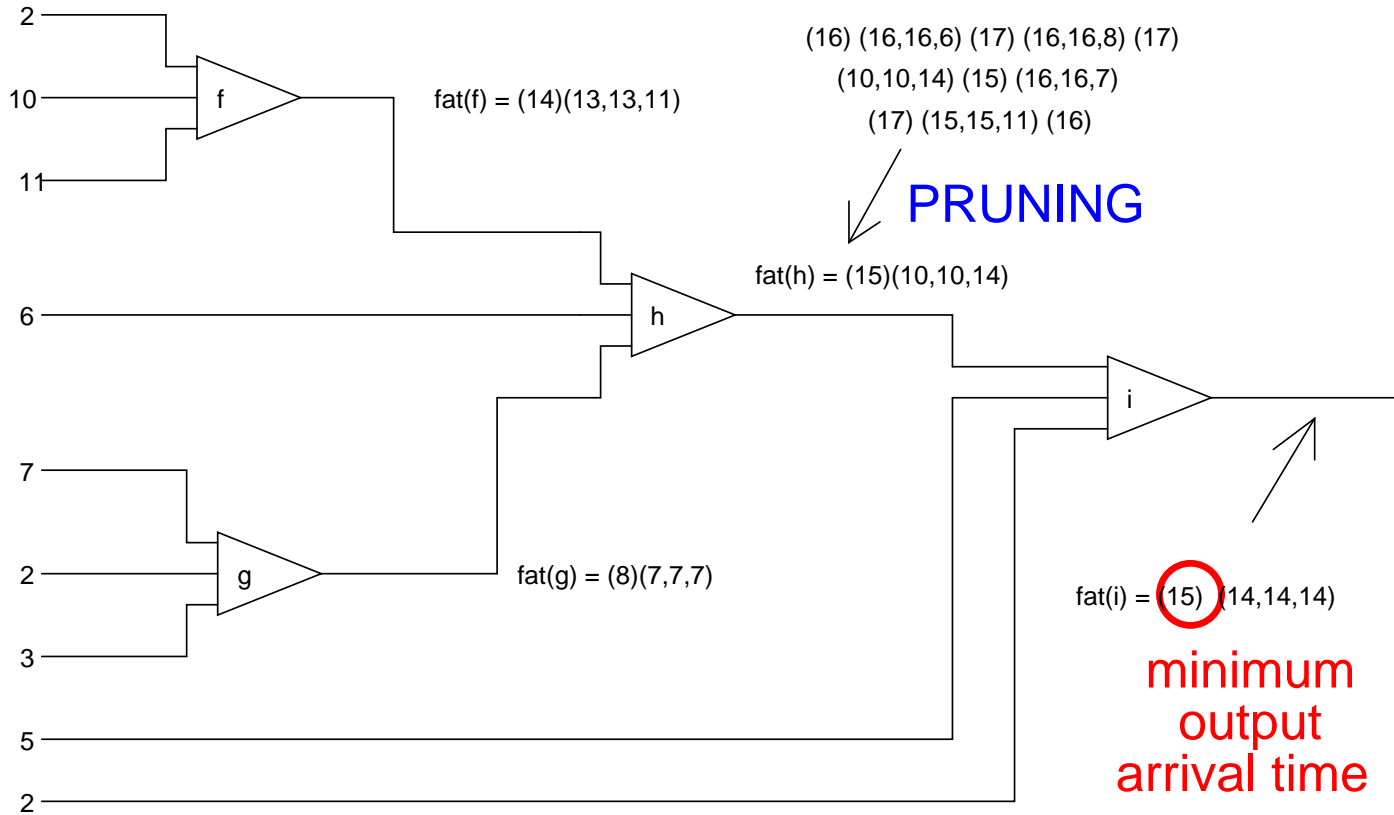 2
(16) (16,16,6) (17) (16,16,8) (17)
(10,10,14) (15) (16,16,7)
(17) (15,15,11) (16)
10
f
fat(f) = (14)(13,13,11)
11
PRUNING
fat(h) = (15)(10,10,14)
6
h
i
7
2
g
fat(g) = (8)(7,7,7)
fat(i) = (15) (14,14,14)
3
minimum
output
arrival time
5
2